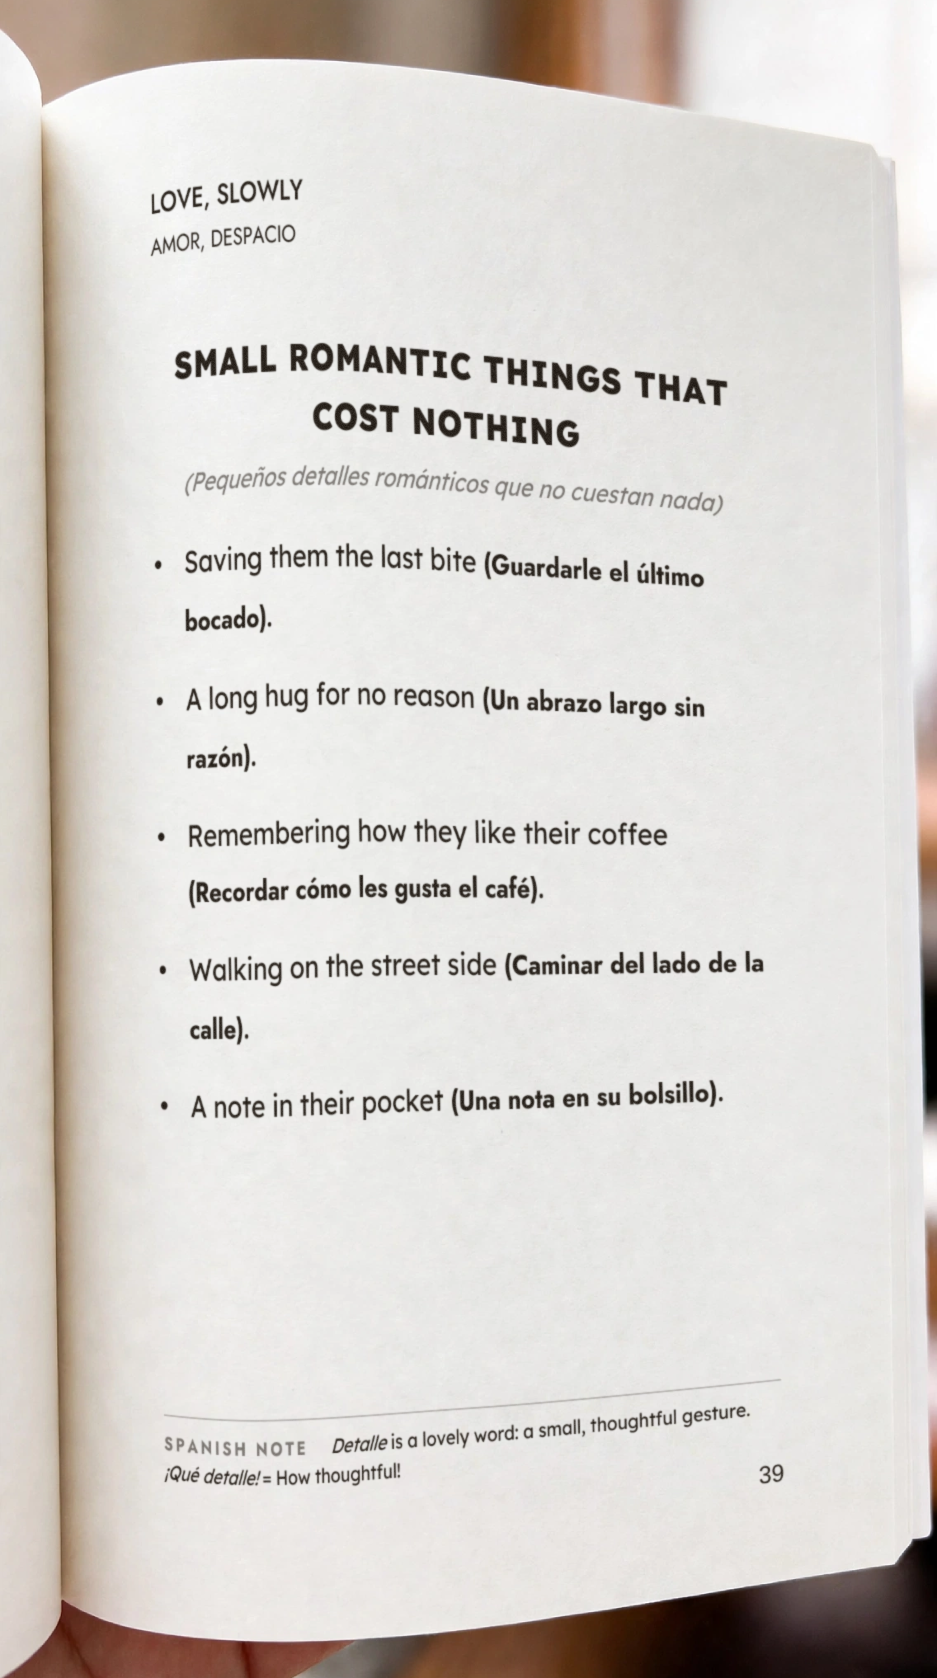 LOVE, SLOWLY
AMOR, DESPACIO
SMALL ROMANTIC THINGS THAT
COST NOTHING
(Pequeños detalles románticos que no cuestan nada)
• Saving them the last bite (Guardarle el último
bocado).
• A long hug for no reason (Un abrazo largo sin
razón).
• Remembering how they like their coffee
(Recordar cómo les gusta el café).
• Walking on the street side (Caminar del lado de la
calle).
• A note in their pocket (Una nota en su bolsillo).
SPANISH NOTE Detalle is a lovely word: a small, thoughtful gesture.
¡Qué detalle! = How thoughtful!
39